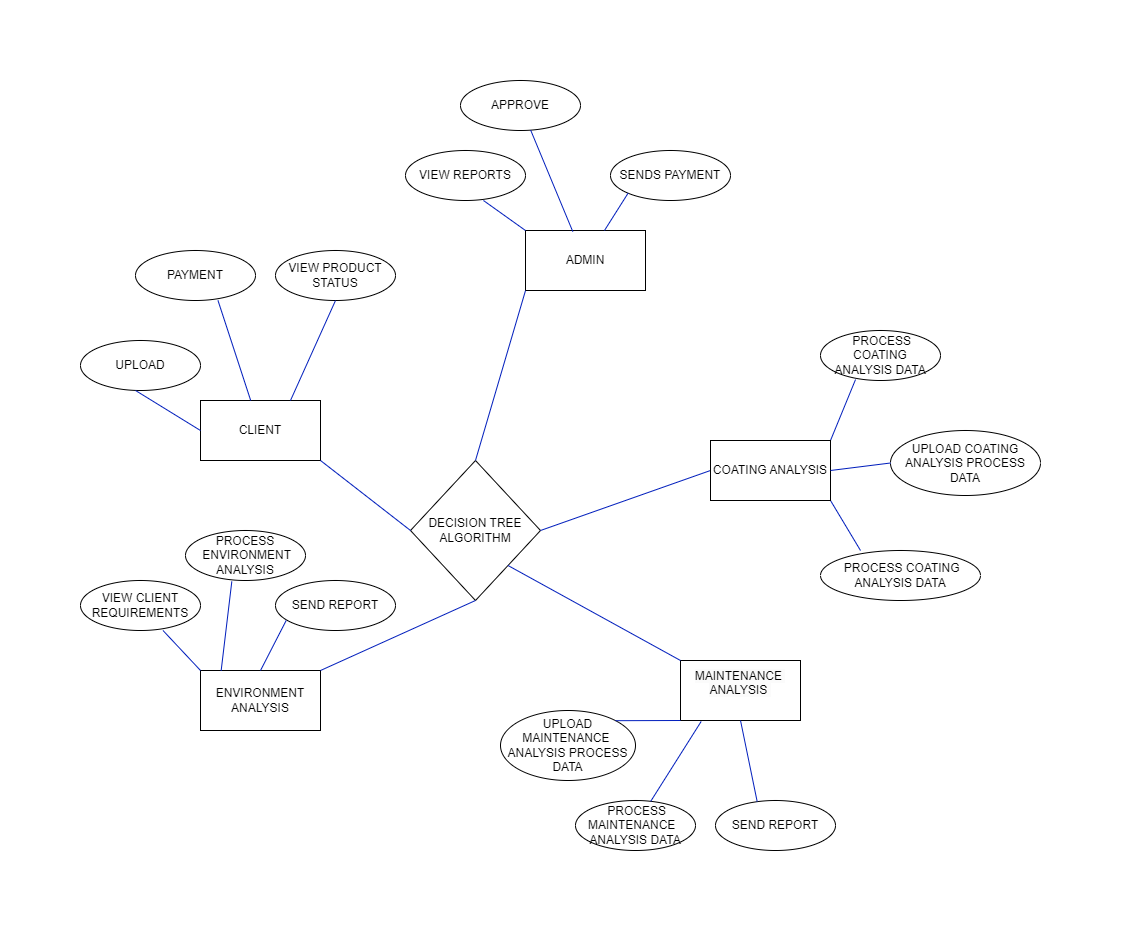 APPROVE
VIEW REPORTS
SENDS PAYMENT
ADMIN
PAYMENT
VIEW PRODUCT
STATUS
UPLOAD
CLIENT
PROCESS
COATING
ANALYSIS DATA
UPLOAD COATING
ANALYSIS PROCESS
DATA
COATING ANALYSIS
PROCESS COATING
ANALYSIS DATA
DECISION TREE
ALGORITHM
PROCESS
ENVIRONMENT
ANALYSIS
VIEW CLIENT
REQUIREMENTS
SEND REPORT
ENVIRONMENT
ANALYSIS
MAINTENANCE
ANALYSIS
UPLOAD
MAINTENANCE
ANALYSIS PROCESS
DATA
PROCESS
MAINTENANCE
ANALYSIS DATA
SEND REPORT